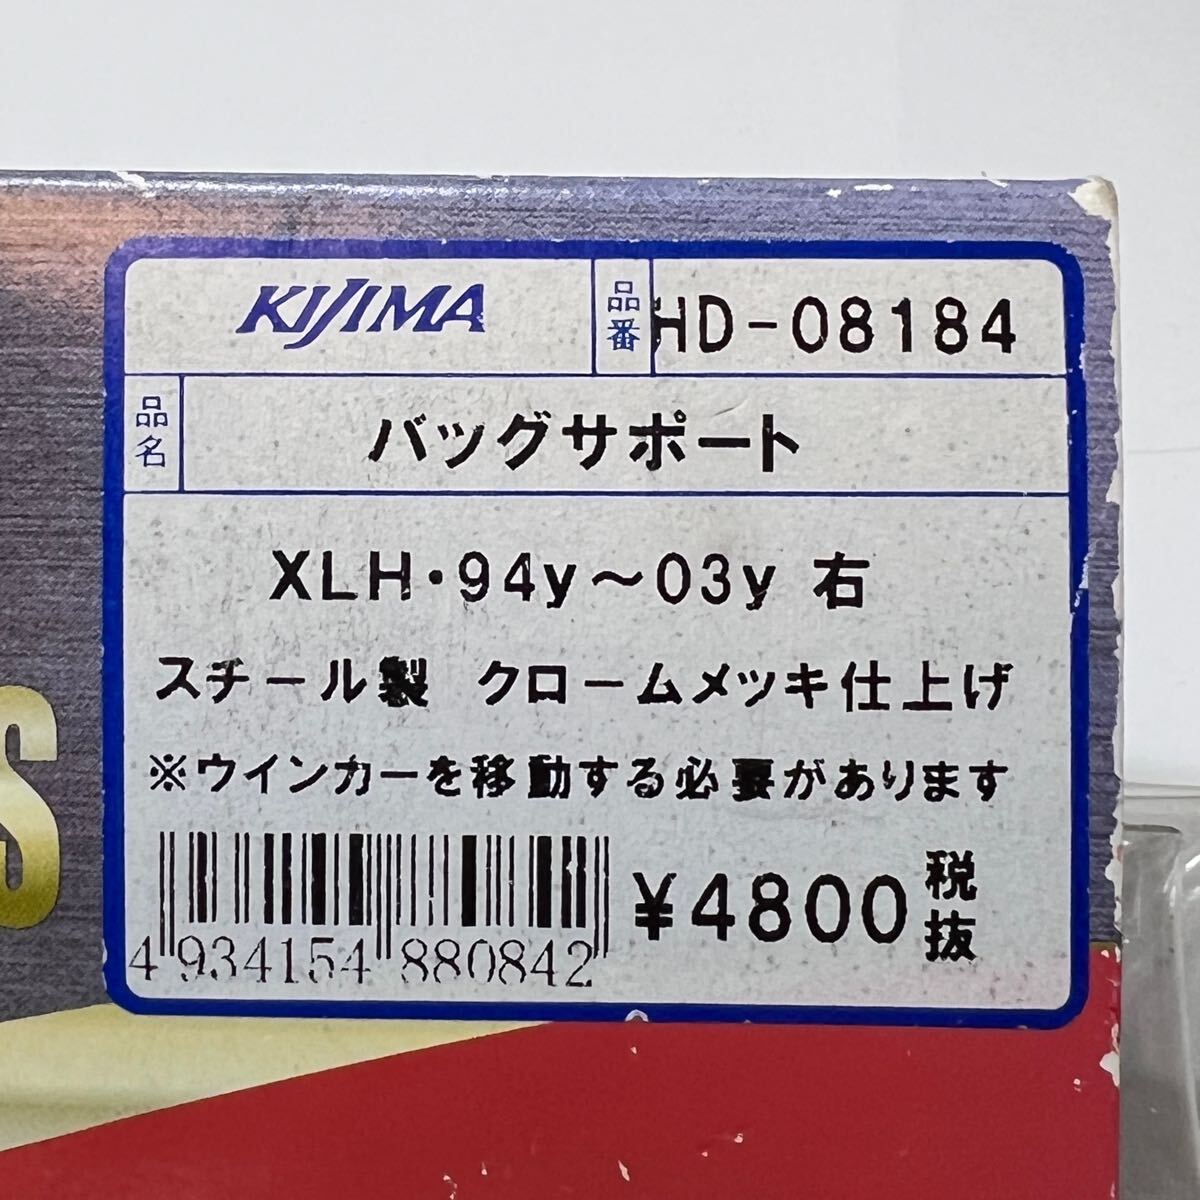 KIJIMA 品番 HD-08184
品名 バッグサポート
XLH・94y～03y 右
スチール製 クロームメッキ仕上げ
※ウインカーを移動する必要があります
¥4800 税抜
4 934154 880842
S